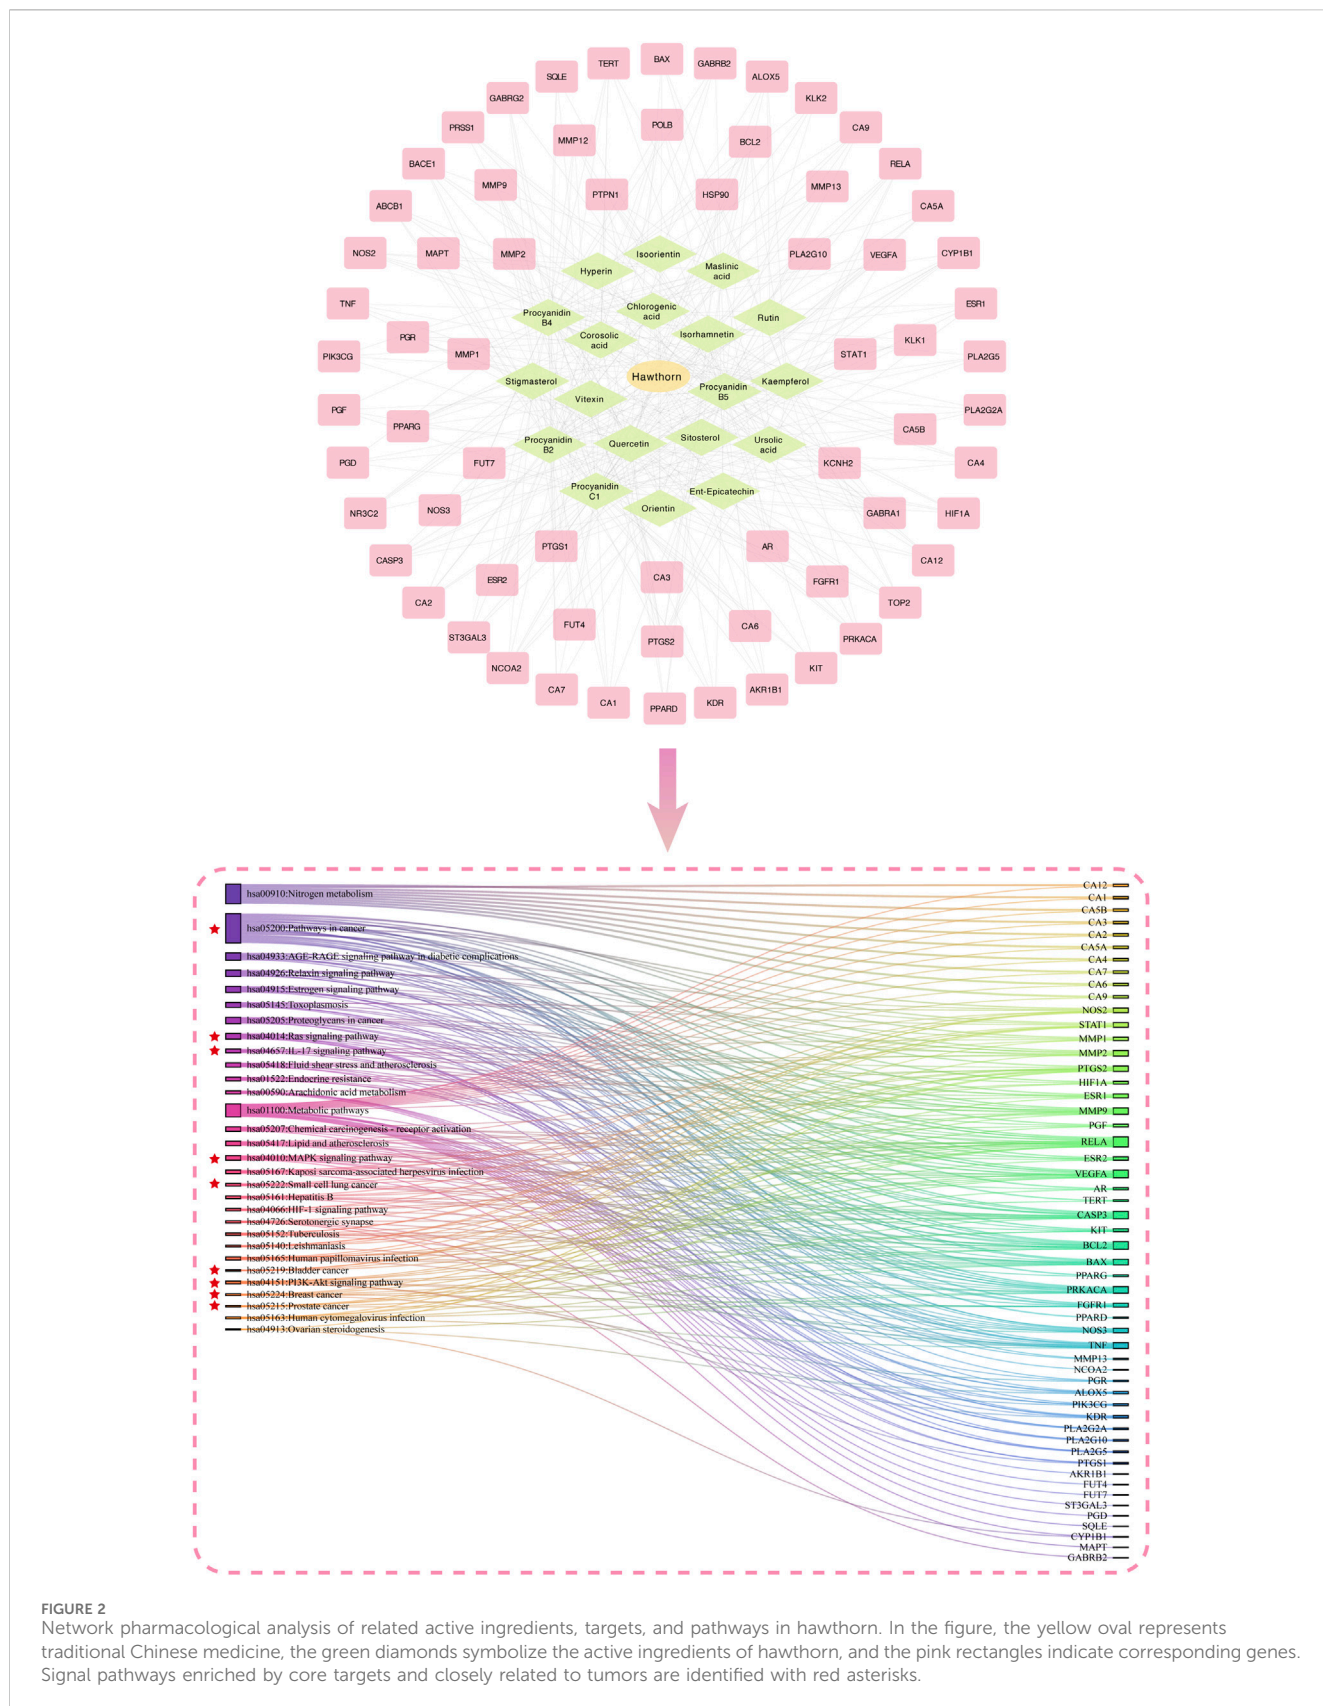 BAX
TERT
GABRB2
SQLE
ALOX5
GABRG2
KLK2
PRSS1
POLB
CA9
MMP12
BCL2
BACE1
RELA
MMP9
PTPN1
HSP90
MMP13
ABCB1
CA5A
NOS2
MAPT
MMP2
Isoorientin
PLA2G10
VEGFA
CYP1B1
Hyperin
Maslinic
acid
TNF
Procyanidin
B4
Chlorogenic
acid
Rutin
ESR1
PGR
Corosolic
acid
Isorhamnetin
KLK1
PIK3CG
MMP1
STAT1
PLA2G5
Hawthorn
Stigmasterol
Procyanidin
B5
Kaempferol
Vitexin
PGF
PLA2G2A
PPARG
CA5B
Procyanidin
B2
Quercetin
Sitosterol
Ursolic
acid
PGD
FUT7
KCNH2
CA4
Procyanidin
C1
Ent-Epicatechin
Orientin
NR3C2
NOS3
GABRA1
HIF1A
PTGS1
AR
CASP3
CA12
ESR2
CA3
FGFR1
CA2
TOP2
FUT4
CA6
ST3GAL3
PTGS2
PRKACA
NCOA2
KIT
CA7
AKR1B1
CA1
PPARD
KDR
hsa00910:Nitrogen metabolism
hsa05200:Pathways in cancer
hsa04933:AGE-RAGE signaling pathway in diabetic complications
hsa04926:Relaxin signaling pathway
hsa04915:Estrogen signaling pathway
hsa05145:Toxoplasmosis
hsa05205:Proteoglycans in cancer
hsa04014:Ras signaling pathway
hsa04657:IL-17 signaling pathway
hsa05418:Fluid shear stress and atherosclerosis
hsa01522:Endocrine resistance
hsa00590:Arachidonic acid metabolism
hsa01100:Metabolic pathways
hsa05207:Chemical carcinogenesis - receptor activation
hsa05417:Lipid and atherosclerosis
hsa04010:MAPK signaling pathway
hsa05167:Kaposi sarcoma-associated herpesvirus infection
hsa05222:Small cell lung cancer
hsa05161:Hepatitis B
hsa04066:HIF-1 signaling pathway
hsa04726:Serotonergic synapse
hsa05152:Tuberculosis
hsa05140:Leishmaniasis
hsa05165:Human papillomavirus infection
hsa05219:Bladder cancer
hsa04151:PI3K-Akt signaling pathway
hsa05224:Breast cancer
hsa05215:Prostate cancer
hsa05163:Human cytomegalovirus infection
hsa04913:Ovarian steroidogenesis
CA12
CA1
CA5B
CA3
CA2
CA5A
CA4
CA7
CA6
CA9
NOS2
STAT1
MMP1
MMP2
PTGS2
HIF1A
ESR1
MMP9
PGF
RELA
ESR2
VEGFA
AR
TERT
CASP3
KIT
BCL2
BAX
PPARG
PRKACA
FGFR1
PPARD
NOS3
TNF
MMP13
NCOA2
PGR
ALOX5
PIK3CG
KDR
PLA2G2A
PLA2G10
PLA2G5
PTGS1
AKR1B1
FUT4
FUT7
ST3GAL3
PGD
SQLE
CYP1B1
MAPT
GABRB2
FIGURE 2
Network pharmacological analysis of related active ingredients, targets, and pathways in hawthorn. In the figure, the yellow oval represents
traditional Chinese medicine, the green diamonds symbolize the active ingredients of hawthorn, and the pink rectangles indicate corresponding genes.
Signal pathways enriched by core targets and closely related to tumors are identified with red asterisks.